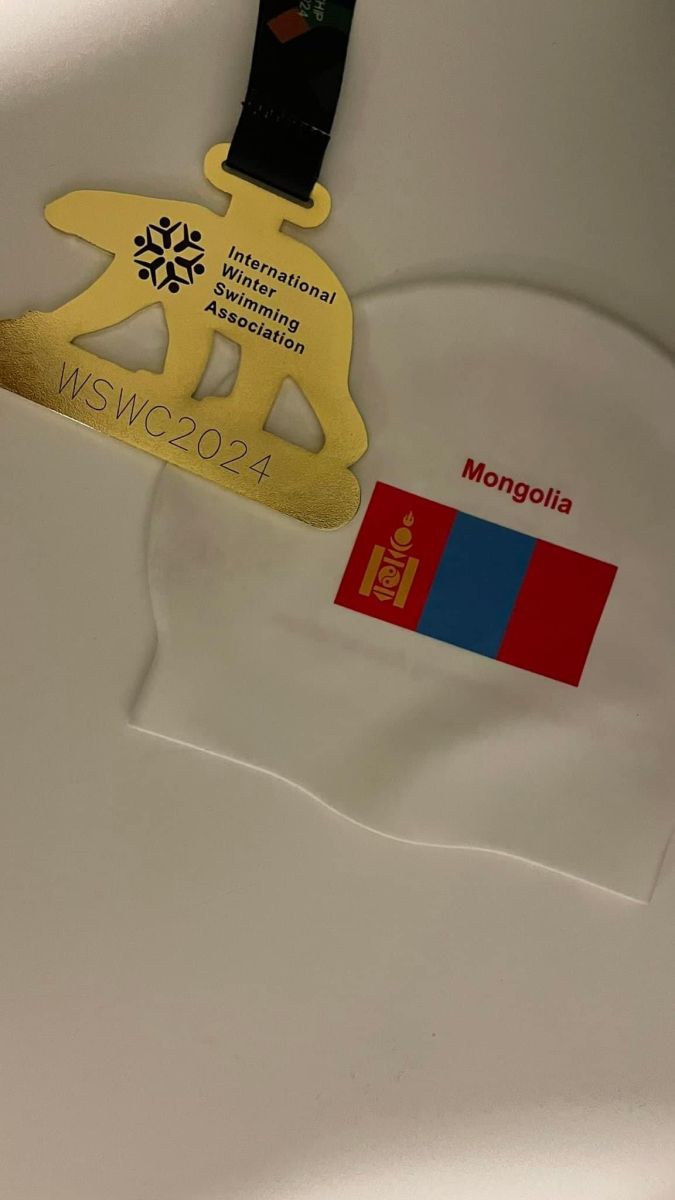 International
Winter
Swimming
Association
WSWC2024
Mongolia